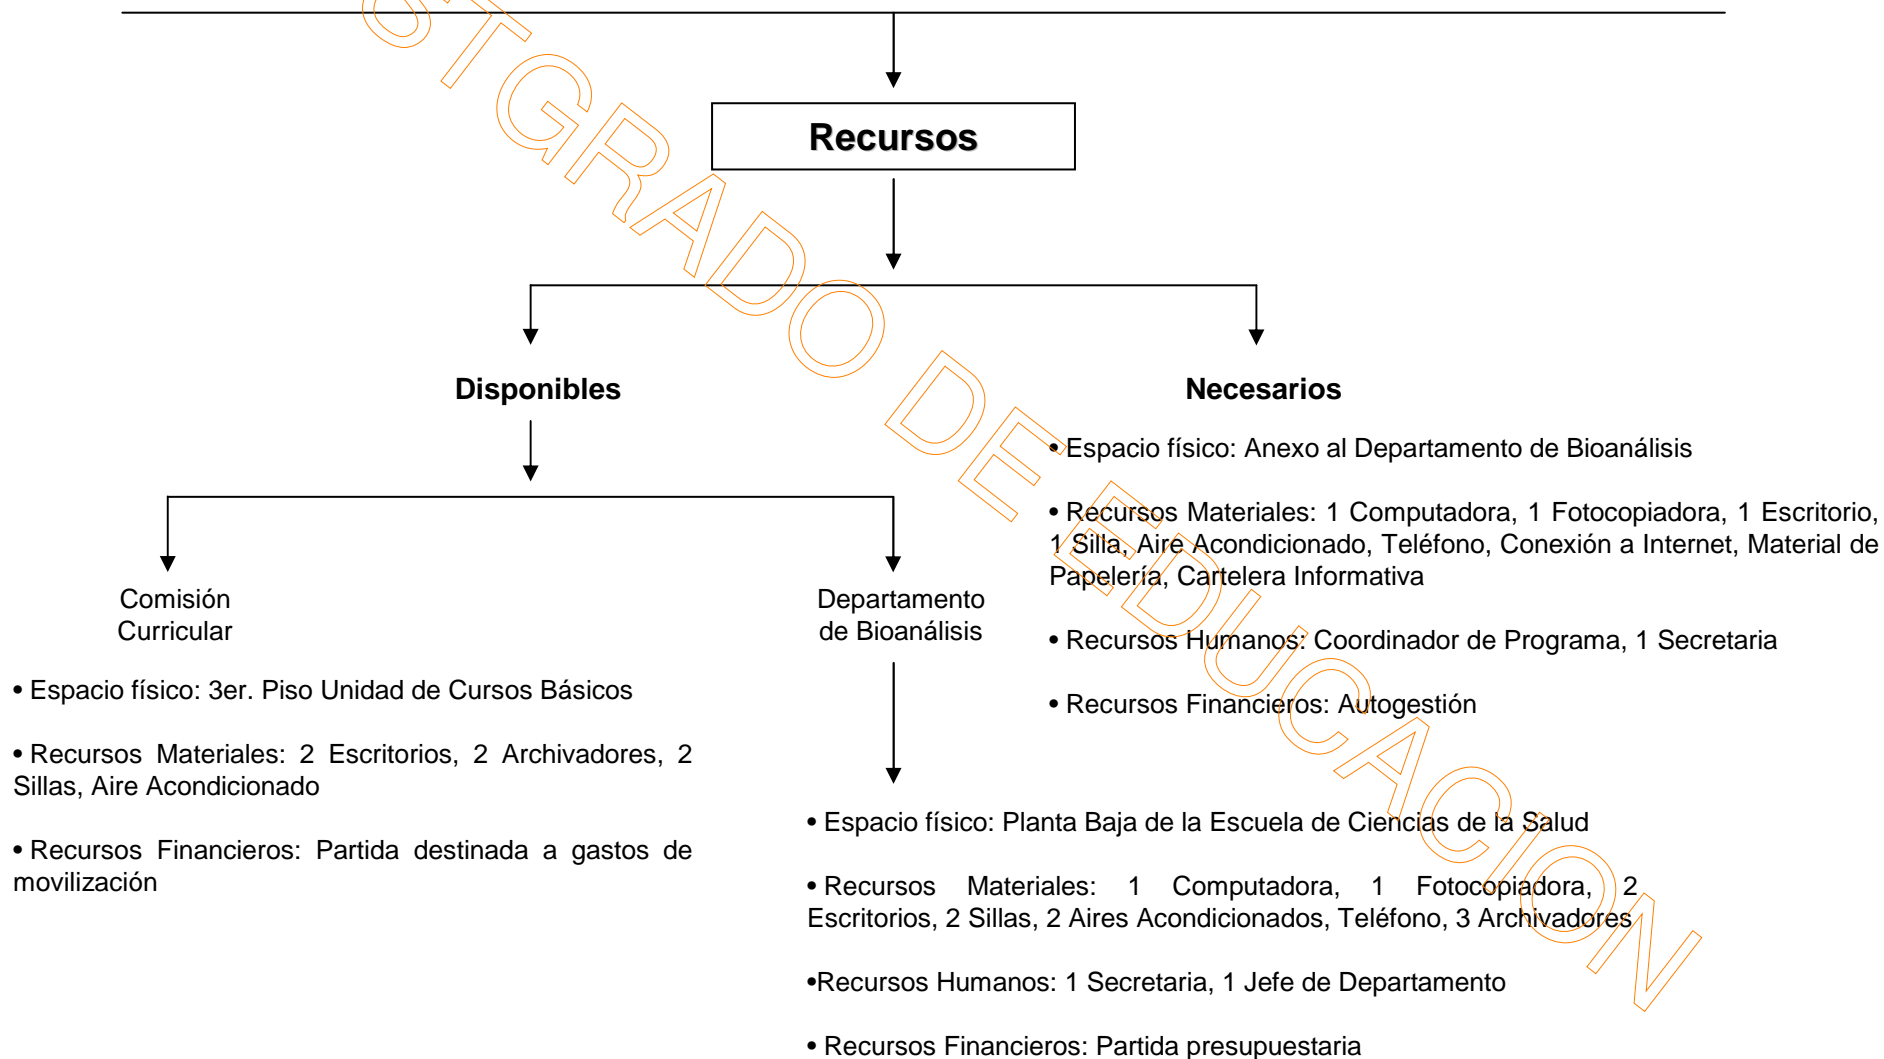 Recursos
Disponibles
Necesarios
• Espacio físico: Anexo al Departamento de Bioanálisis
• Recursos Materiales: 1 Computadora, 1 Fotocopiadora, 1 Escritorio,
1 Silla, Aire Acondicionado, Teléfono, Conexión a Internet, Material de
Papelería, Cartelera Informativa
• Recursos Humanos: Coordinador de Programa, 1 Secretaria
• Recursos Financieros: Autogestión
Comisión
Curricular
• Espacio físico: 3er. Piso Unidad de Cursos Básicos
• Recursos Materiales: 2 Escritorios, 2 Archivadores, 2
Sillas, Aire Acondicionado
• Recursos Financieros: Partida destinada a gastos de
movilización
Departamento
de Bioanálisis
• Espacio físico: Planta Baja de la Escuela de Ciencias de la Salud
• Recursos Materiales: 1 Computadora, 1 Fotocopiadora, 2
Escritorios, 2 Sillas, 2 Aires Acondicionados, Teléfono, 3 Archivadores
•Recursos Humanos: 1 Secretaria, 1 Jefe de Departamento
• Recursos Financieros: Partida presupuestaria
STGRADO DE EDUCACION